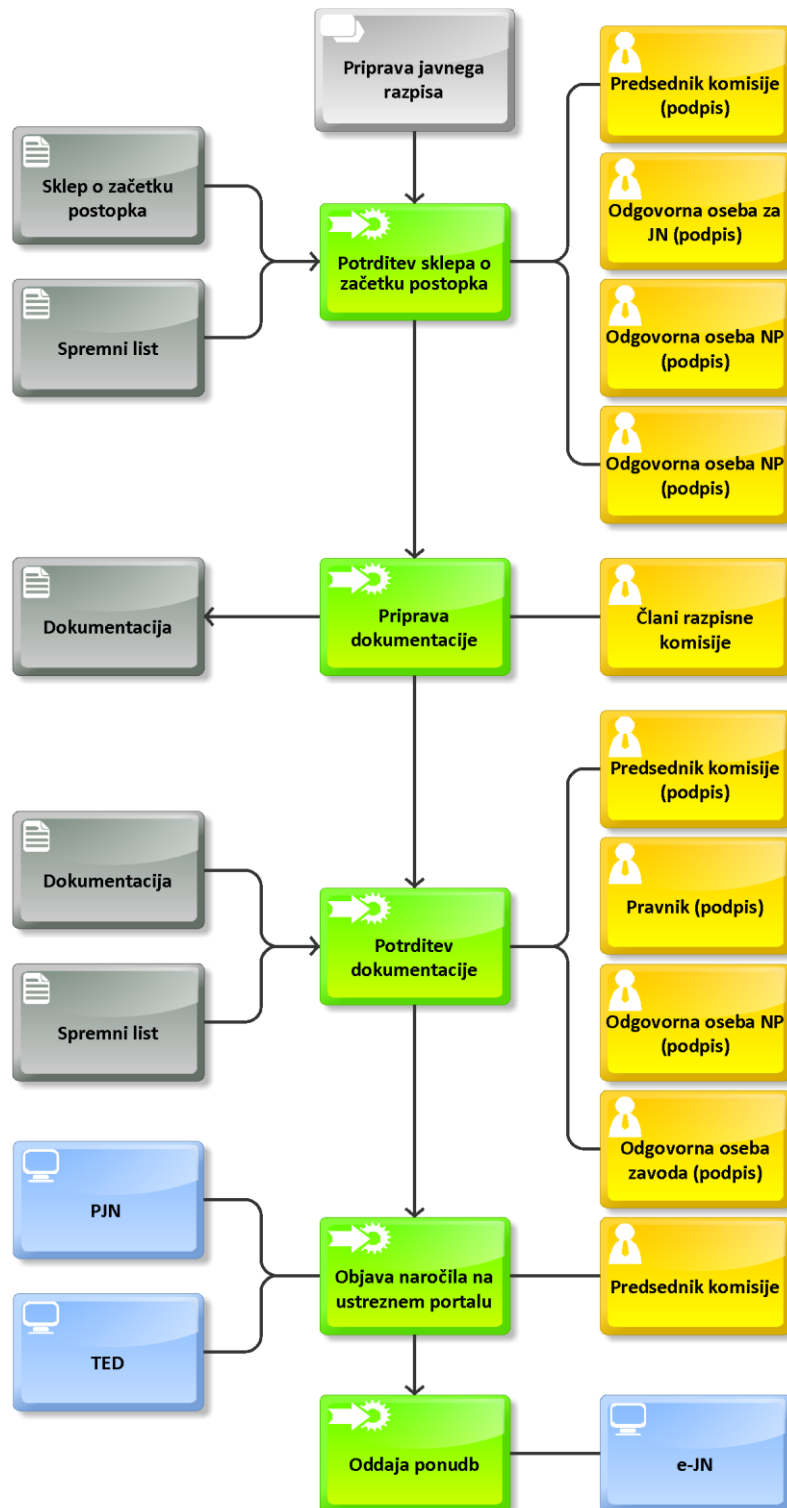 Priprava javnega
razpisa
Predsednik komisije
(podpis)
Sklep o začetku
postopka
Odgovorna oseba za
JN (podpis)
Potrditev sklepa o
začetku postopka
Spremni list
Odgovorna oseba NP
(podpis)
Odgovorna oseba NP
(podpis)
Dokumentacija
Priprava
dokumentacije
Člani razpisne
komisije
Predsednik komisije
(podpis)
Dokumentacija
Pravnik (podpis)
Potrditev
dokumentacije
Spremni list
Odgovorna oseba NP
(podpis)
Odgovorna oseba
zavoda (podpis)
PJN
Objava naročila na
ustreznem portalu
Predsednik komisije
TED
Oddaja ponudb
e-JN